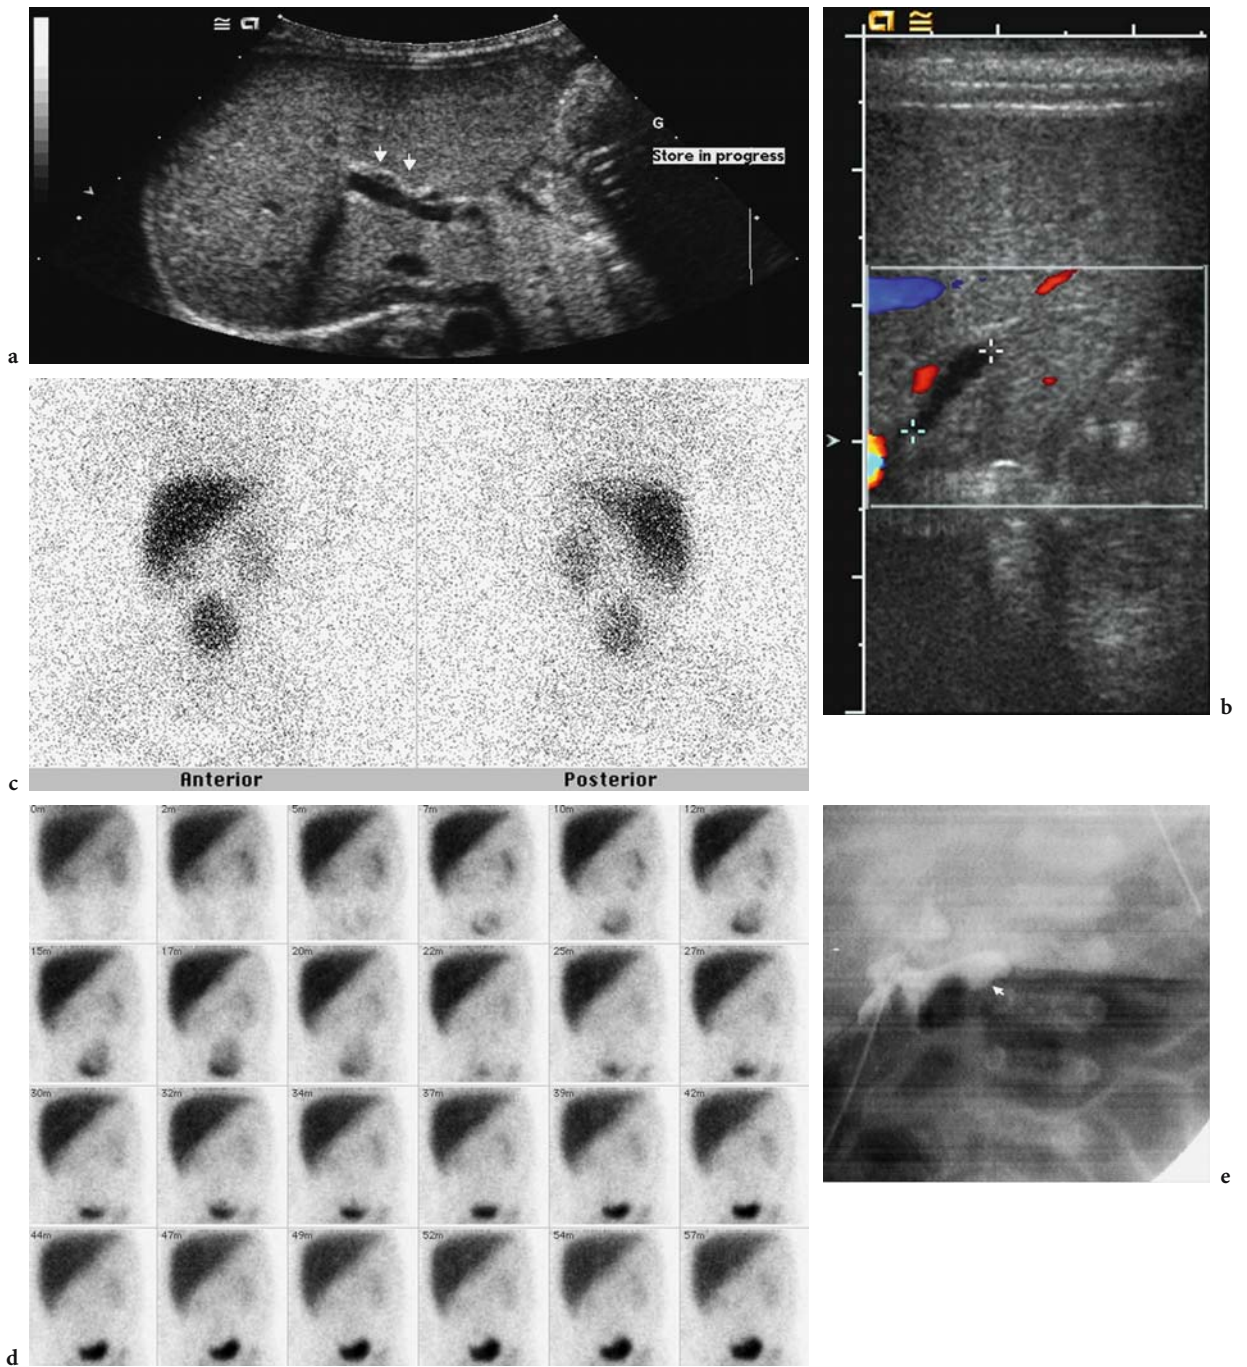 G
Store in progress
a
b
Anterior
Posterior
c
0m 2m 5m 7m 10m 12m
15m 17m 20m 22m 25m 27m
30m 32m 34m 37m 39m 42m
44m 47m 49m 52m 54m 57m
d
e